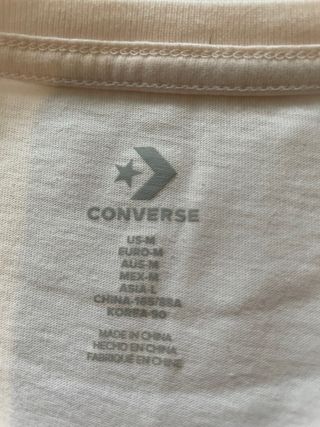 CONVERSE
US-M
EURO-M
AUS-M
MEX-M
ASIA-L
CHINA-165/88A
KOREA-90
MADE IN CHINA
HECHO EN CHINA
FABRIQUÉ EN CHINE